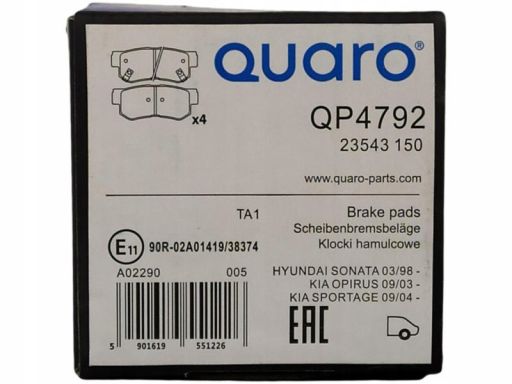 quaro®
x4
QP4792
23543 150
www.quaro-parts.com
TA1
Brake pads
Scheibenbremsbeläge
Klocki hamulcowe
E11 90R-02A01419/38374
A02290 005
HYUNDAI SONATA 03/98 -
KIA OPIRUS 09/03 -
KIA SPORTAGE 09/04 -
EAC
5 901619 551226